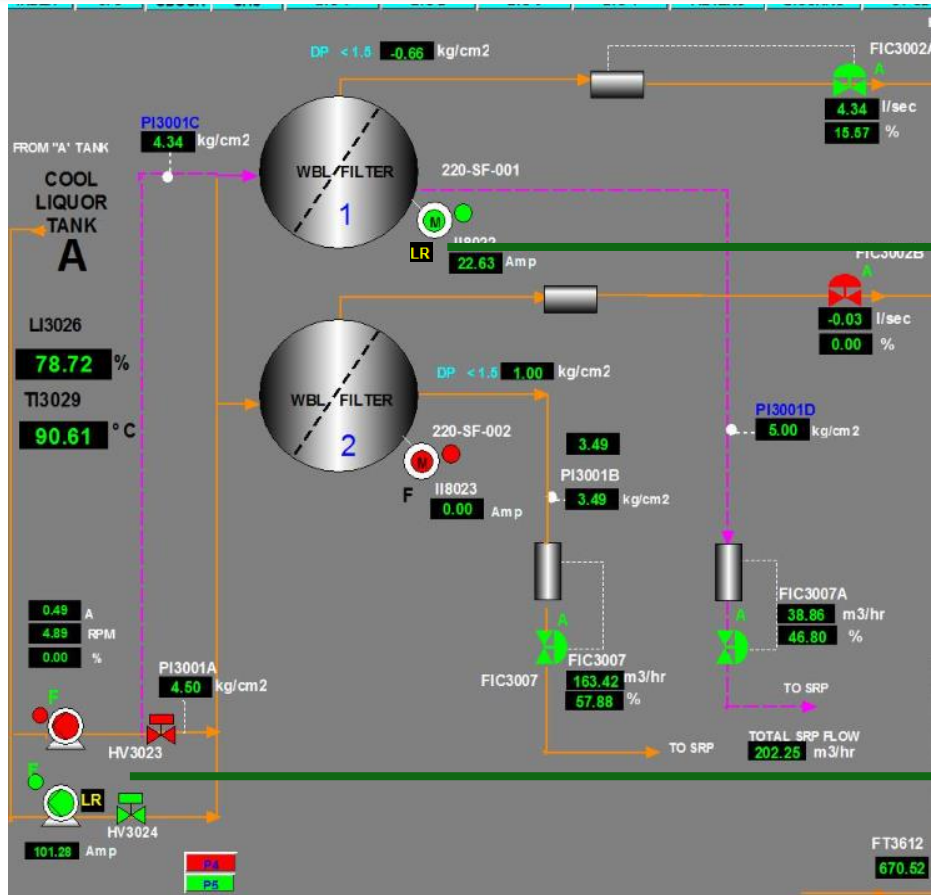 DP < 1.5 -0.66 kg/cm2
FIC3002A
A
4.34 l/sec
15.57 %
PI3001C
4.34 kg/cm2
FROM "A" TANK
COOL
LIQUOR
TANK
A
WBL FILTER
1
220-SF-001
M
LR
II8022
22.63 Amp
FIC3002B
A
-0.03 l/sec
0.00 %
LI3026
78.72 %
TI3029
90.61 °C
DP < 1.5 1.00 kg/cm2
WBL FILTER
2
220-SF-002
M
F
II8023
0.00 Amp
3.49
PI3001B
3.49 kg/cm2
PI3001D
5.00 kg/cm2
0.49 A
4.89 RPM
0.00 %
PI3001A
4.50 kg/cm2
F
HV3023
A
FIC3007
FIC3007
163.42 m3/hr
57.88 %
A
FIC3007A
38.86 m3/hr
46.80 %
TO SRP
TO SRP
TOTAL SRP FLOW
202.25 m3/hr
LR
HV3024
101.28 Amp
P4
P5
FT3612
670.52